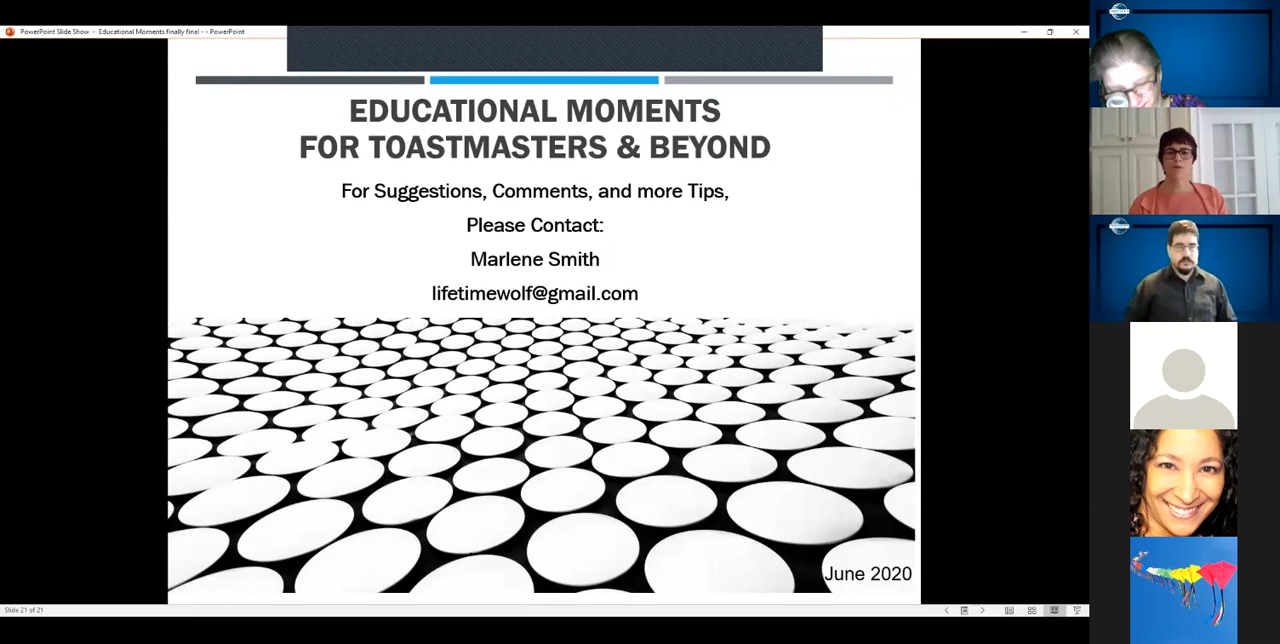 PowerPoint Slide Show - Educational Moments finally final - - PowerPoint
EDUCATIONAL MOMENTS
FOR TOASTMASTERS & BEYOND
For Suggestions, Comments, and more Tips,
Please Contact:
Marlene Smith
lifetimewolf@gmail.com
June 2020
Slide 21 of 21